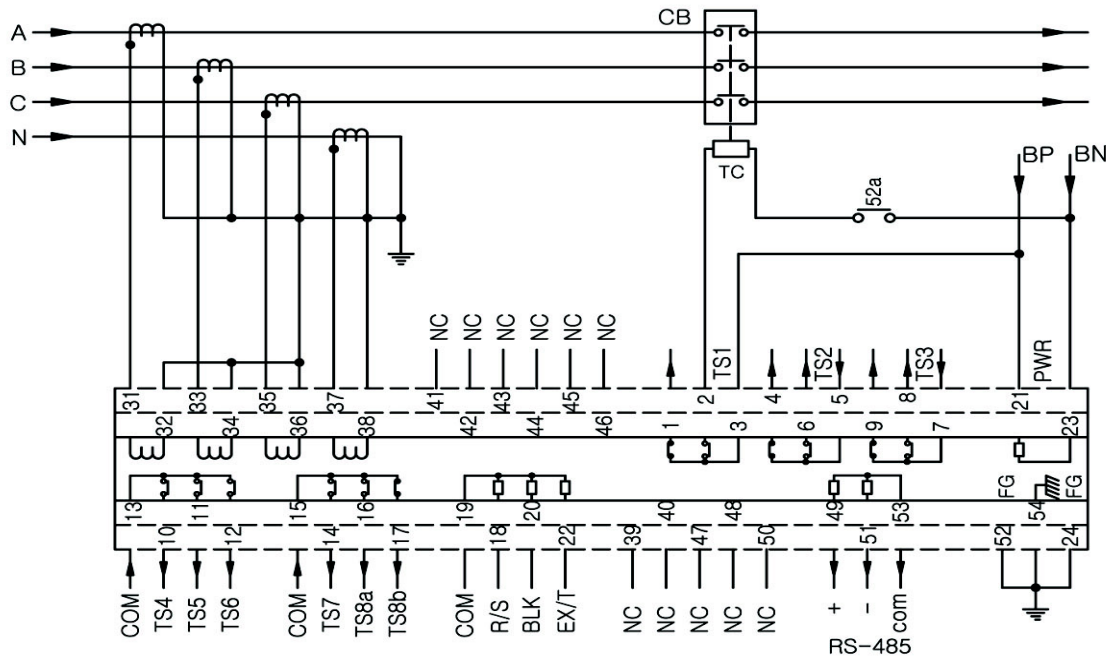 A
B
C
N
CB
TC
52a
BP
BN
NC
NC
NC
NC
NC
NC
TS1
TS2
TS3
PWR
31
33
35
37
41
43
45
2
4
5
8
21
32
34
36
38
42
44
46
1
3
6
9
7
23
13
11
15
16
19
20
40
48
49
53
FG
54
FG
10
12
14
17
18
22
39
47
50
51
52
24
COM
TS4
TS5
TS6
COM
TS7
TS8a
TS8b
COM
R/S
BLK
EX/T
NC
NC
NC
NC
NC
+
-
com
RS-485